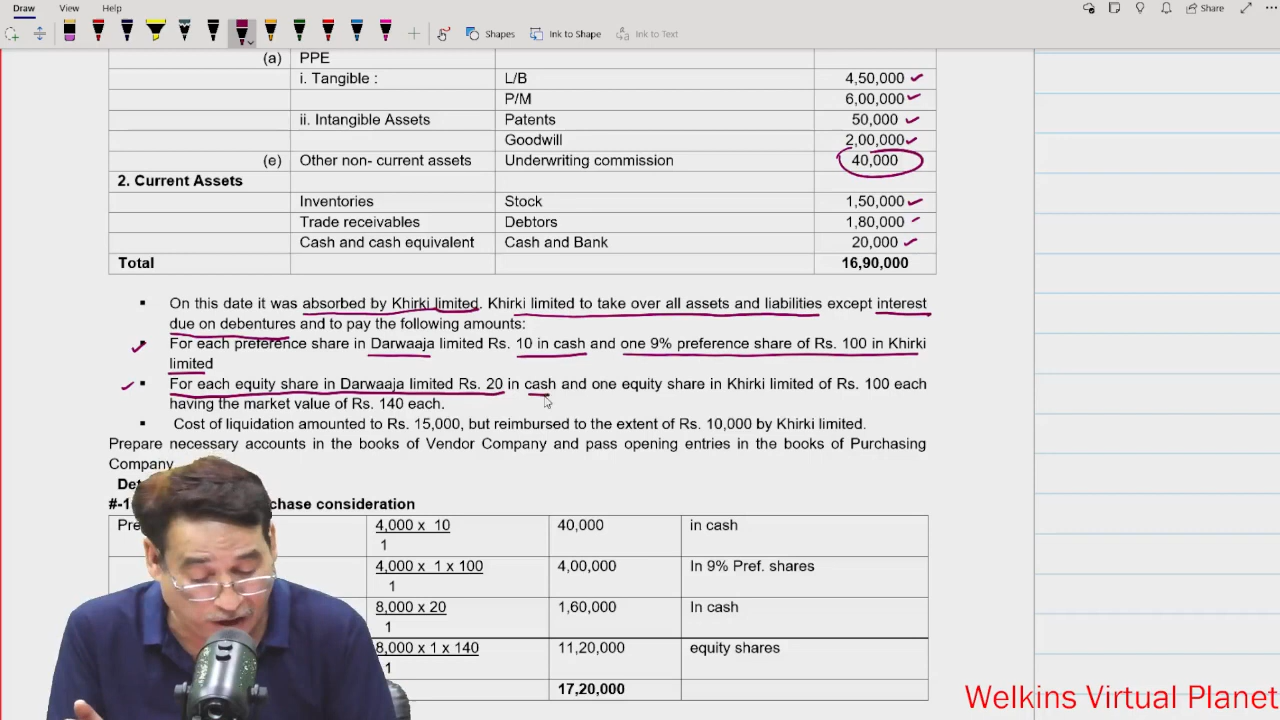 Draw View Help
Share
Shapes Ink to Shape Ink to Text
(a) PPE
i. Tangible : L/B 4,50,000
P/M 6,00,000
ii. Intangible Assets Patents 50,000
Goodwill 2,00,000
(e) Other non- current assets Underwriting commission 40,000
2. Current Assets
Inventories Stock 1,50,000
Trade receivables Debtors 1,80,000
Cash and cash equivalent Cash and Bank 20,000
Total 16,90,000
▪ On this date it was absorbed by Khirki limited. Khirki limited to take over all assets and liabilities except interest
due on debentures and to pay the following amounts:
▪ For each preference share in Darwaaja limited Rs. 10 in cash and one 9% preference share of Rs. 100 in Khirki
limited
▪ For each equity share in Darwaaja limited Rs. 20 in cash and one equity share in Khirki limited of Rs. 100 each
having the market value of Rs. 140 each.
▪ Cost of liquidation amounted to Rs. 15,000, but reimbursed to the extent of Rs. 10,000 by Khirki limited.
Prepare necessary accounts in the books of Vendor Company and pass opening entries in the books of Purchasing
Company
#-1 consideration
4,000 x 10 40,000 in cash
1
4,000 x 1 x 100 4,00,000 In 9% Pref. shares
1
8,000 x 20 1,60,000 In cash
1
8,000 x 1 x 140 11,20,000 equity shares
1
17,20,000
Welkins Virtual Planet